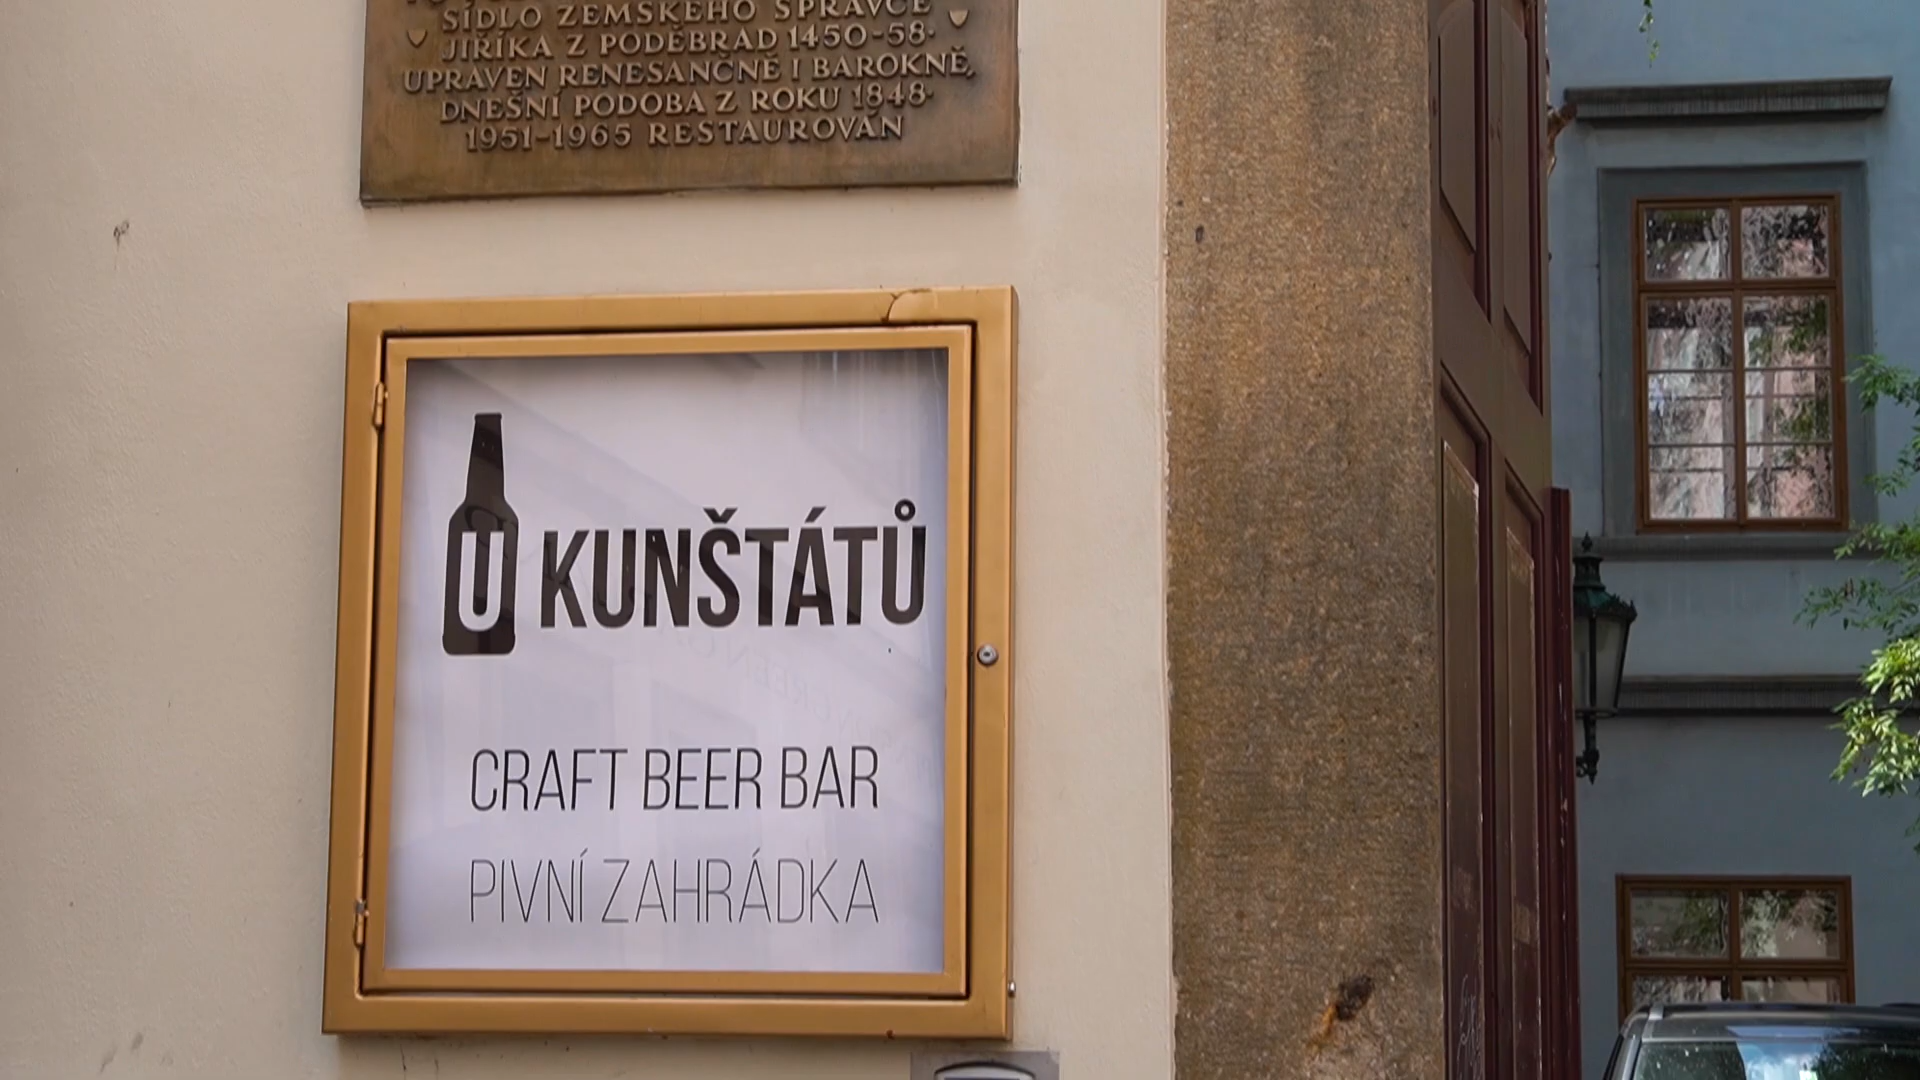 SÍDLO ZEMSKÉHO SPRÁVCE
JIŘÍKA Z PODĚBRAD 1450-58.
UPRAVEN RENESANČNĚ I BAROKNĚ,
DNEŠNÍ PODOBA Z ROKU 1848.
1951-1965 RESTAUROVÁN
U KUNŠTÁTŮ
CRAFT BEER BAR
PIVNÍ ZAHRÁDKA